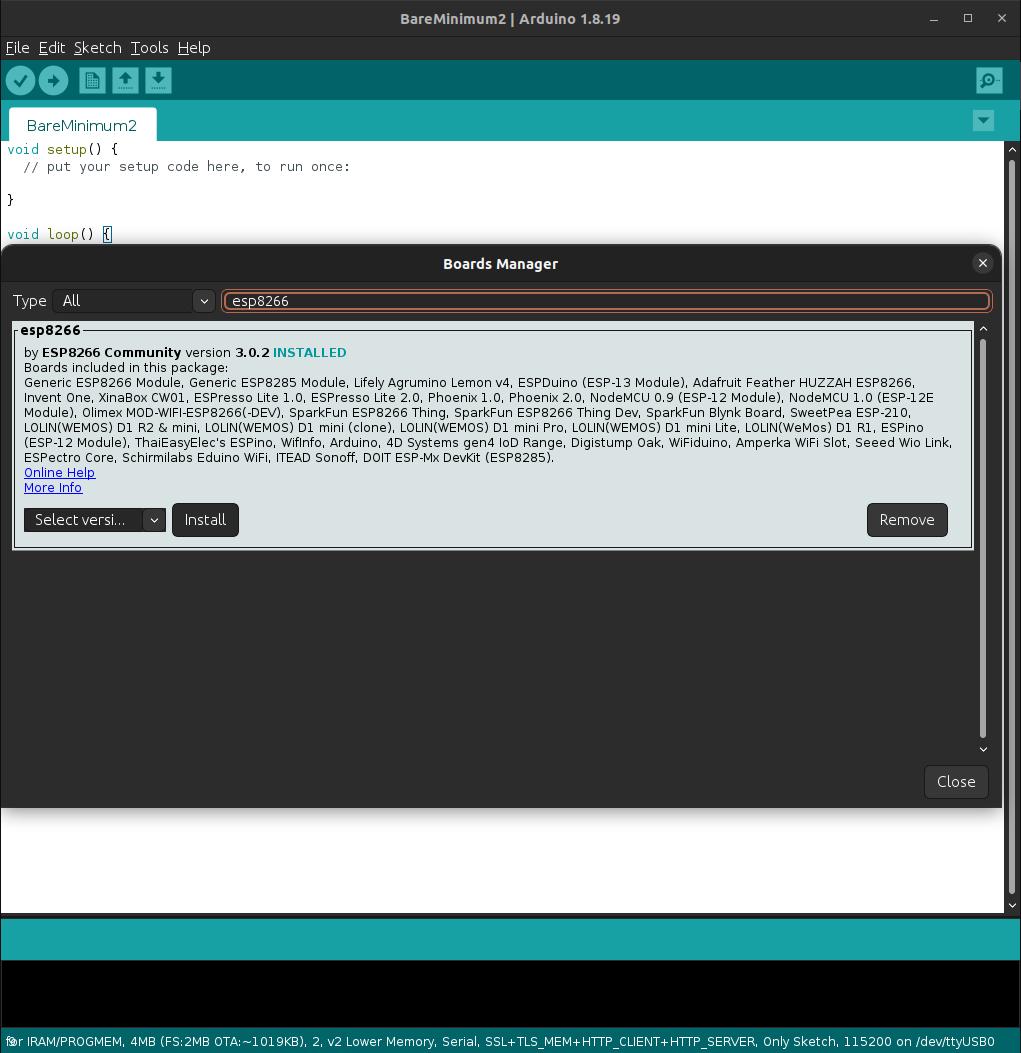 BareMinimum2 | Arduino 1.8.19
File Edit Sketch Tools Help
BareMinimum2
void setup() {
// put your setup code here, to run once:
}
void loop() {
Boards Manager
Type All esp8266
esp8266
by ESP8266 Community version 3.0.2 INSTALLED
Boards included in this package:
Generic ESP8266 Module, Generic ESP8285 Module, Lifely Agrumino Lemon v4, ESPDuino (ESP-13 Module), Adafruit Feather HUZZAH ESP8266,
Invent One, XinaBox CW01, ESPresso Lite 1.0, ESPresso Lite 2.0, Phoenix 1.0, Phoenix 2.0, NodeMCU 0.9 (ESP-12 Module), NodeMCU 1.0 (ESP-12E
Module), Olimex MOD-WIFI-ESP8266(-DEV), SparkFun ESP8266 Thing, SparkFun ESP8266 Thing Dev, SparkFun Blynk Board, SweetPea ESP-210,
LOLIN(WEMOS) D1 R2 & mini, LOLIN(WEMOS) D1 mini (clone), LOLIN(WEMOS) D1 mini Pro, LOLIN(WEMOS) D1 mini Lite, LOLIN(WeMos) D1 R1, ESPino
(ESP-12 Module), ThaiEasyElec's ESPino, WifInfo, Arduino, 4D Systems gen4 IoD Range, Digistump Oak, WiFiduino, Amperka WiFi Slot, Seeed Wio Link,
ESPectro Core, Schirmilabs Eduino WiFi, ITEAD Sonoff, DOIT ESP-Mx DevKit (ESP8285).
Online Help
More Info
Select versi... Install Remove
Close
for IRAM/PROGMEM, 4MB (FS:2MB OTA:~1019KB), 2, v2 Lower Memory, Serial, SSL+TLS_MEM+HTTP_CLIENT+HTTP_SERVER, Only Sketch, 115200 on /dev/ttyUSB0